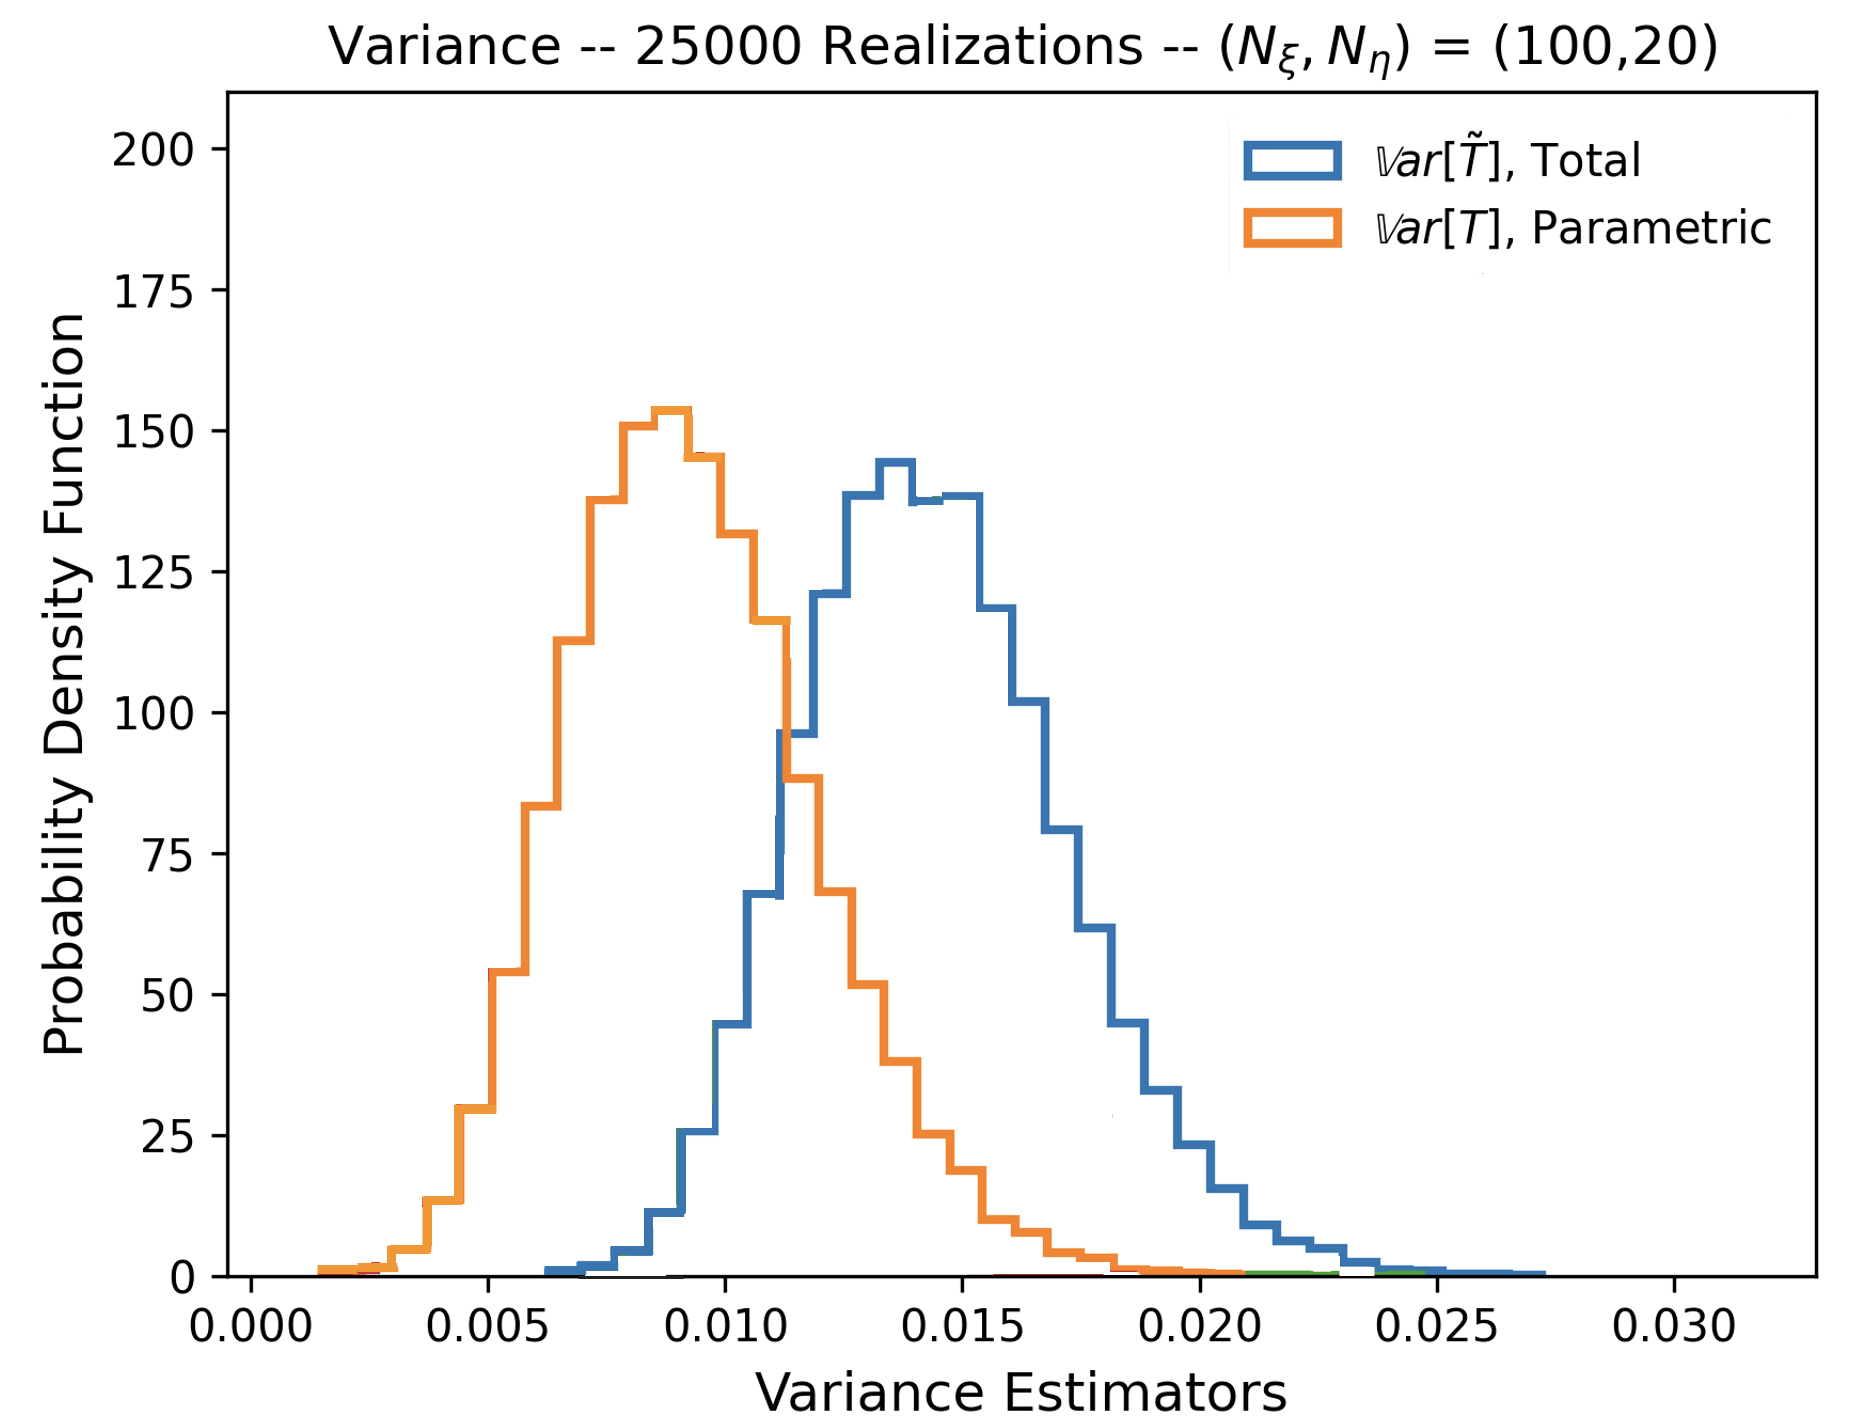 Variance -- 25000 Realizations -- (N_ξ, N_η) = (100,20)
𝕍ar[T̃], Total
𝕍ar[T], Parametric
Probability Density Function
200
175
150
125
100
75
50
25
0
0.000 0.005 0.010 0.015 0.020 0.025 0.030
Variance Estimators